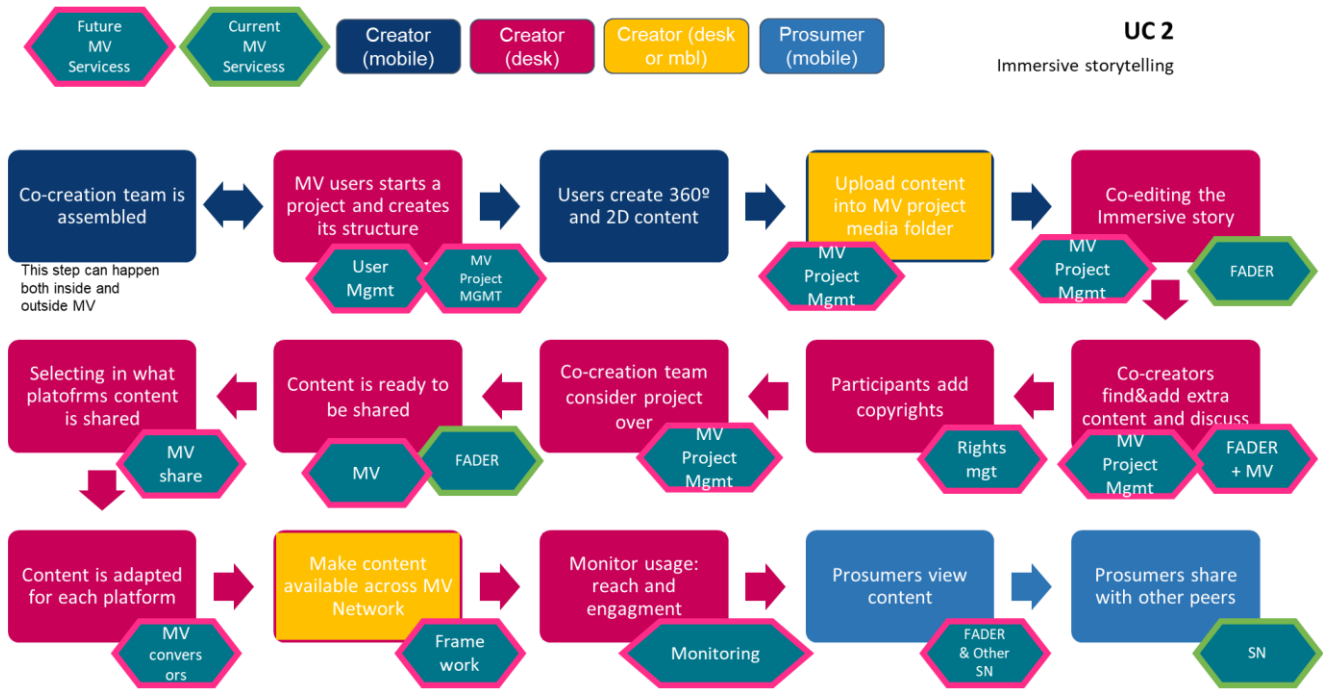 Future
MV
Servicess
Current
MV
Servicess
Creator
(mobile)
Creator
(desk)
Creator (desk
or mbl)
Prosumer
(mobile)
UC 2
Immersive storytelling
Co-creation team is
assembled
This step can happen
both inside and
outside MV
MV users starts a
project and creates
its structure
User
Mgmt
MV
Project
MGMT
Users create 360º
and 2D content
Upload content
into MV project
media folder
MV
Project
Mgmt
Co-editing the
Immersive story
MV
Project
Mgmt
FADER
Selecting in what
platofrms content
is shared
MV
share
Content is ready to
be shared
MV
FADER
Co-creation team
consider project
over
MV
Project
Mgmt
Participants add
copyrights
Rights
mgt
Co-creators
find&add extra
content and discuss
MV
Project
Mgmt
FADER
+ MV
Content is adapted
for each platform
MV
convers
ors
Make content
available across MV
Network
Frame
work
Monitor usage:
reach and
engagment
Monitoring
Prosumers view
content
FADER
& Other
SN
Prosumers share
with other peers
SN